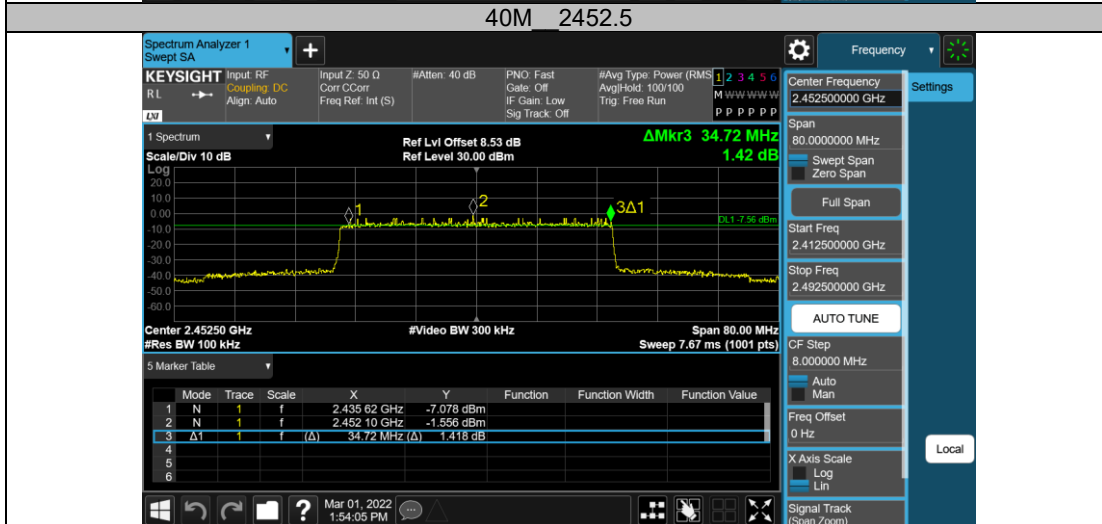 40M__2452.5
Spectrum Analyzer 1
Swept SA
+
Frequency
KEYSIGHT
RL
LXI
Input: RF
Coupling: DC
Align: Auto
Input Z: 50 Ω
Corr CCorr
Freq Ref: Int (S)
#Atten: 40 dB
PNO: Fast
Gate: Off
IF Gain: Low
Sig Track: Off
#Avg Type: Power (RMS
Avg|Hold: 100/100
Trig: Free Run
1 2 3 4 5 6
M W W W W W
P P P P P P
1 Spectrum
Scale/Div 10 dB
Ref Lvl Offset 8.53 dB
Ref Level 30.00 dBm
ΔMkr3 34.72 MHz
1.42 dB
Log
20.0
10.0
0.00
-10.0
-20.0
-30.0
-40.0
-50.0
-60.0
1
2
3Δ1
DL1 -7.56 dBm
Center 2.45250 GHz
#Res BW 100 kHz
#Video BW 300 kHz
Span 80.00 MHz
Sweep 7.67 ms (1001 pts)
5 Marker Table
Mode Trace Scale X Y Function Function Width Function Value
1 N 1 f 2.435 62 GHz -7.078 dBm
2 N 1 f 2.452 10 GHz -1.556 dBm
3 Δ1 1 f (Δ) 34.72 MHz (Δ) 1.418 dB
4
5
6
?
Mar 01, 2022
1:54:05 PM
Center Frequency
2.452500000 GHz
Span
80.0000000 MHz
Swept Span
Zero Span
Full Span
Start Freq
2.412500000 GHz
Stop Freq
2.492500000 GHz
AUTO TUNE
CF Step
8.000000 MHz
Auto
Man
Freq Offset
0 Hz
X Axis Scale
Log
Lin
Signal Track
(Span Zoom)
Settings
Local